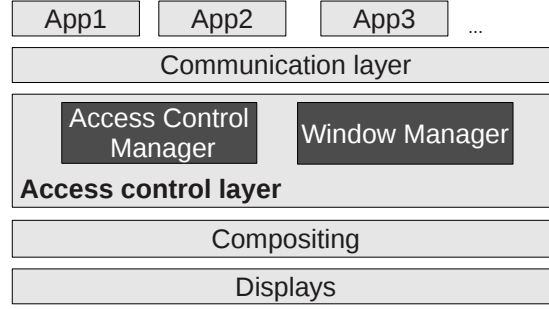 App1 App2 App3 ...
Communication layer
Access Control
Manager
Window Manager
Access control layer
Compositing
Displays